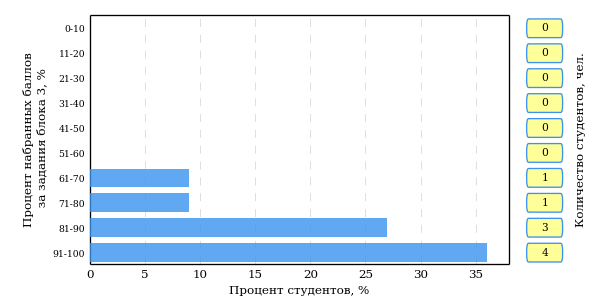 Процент набранных баллов
за задания блока 3, %
0-10 0
11-20 0
21-30 0
31-40 0
41-50 0
51-60 0
61-70 1
71-80 1
81-90 3
91-100 4
0 5 10 15 20 25 30 35
Процент студентов, %
Количество студентов, чел.